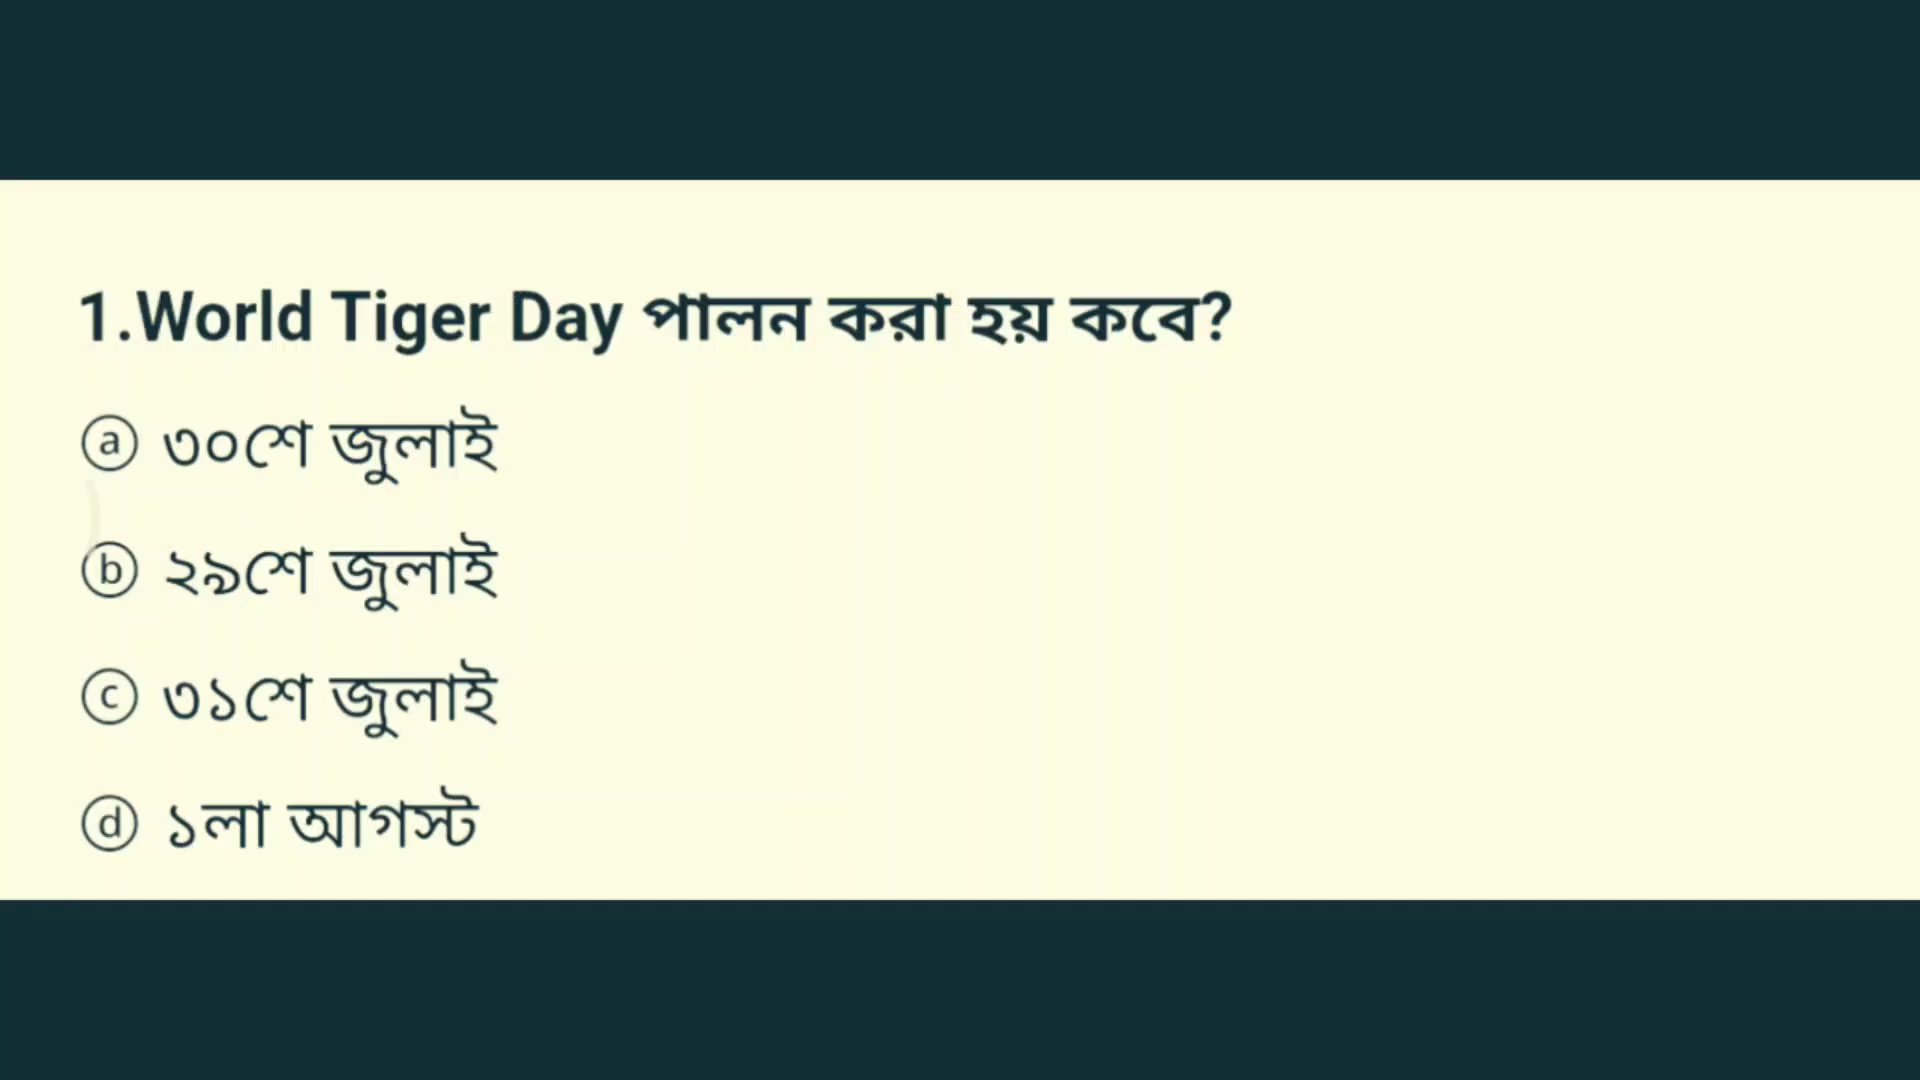 1.World Tiger Day পালন করা হয় কবে?
ⓐ ৩০শে জুলাই
ⓑ ২৯শে জুলাই
ⓒ ৩১শে জুলাই
ⓓ ১লা আগস্ট